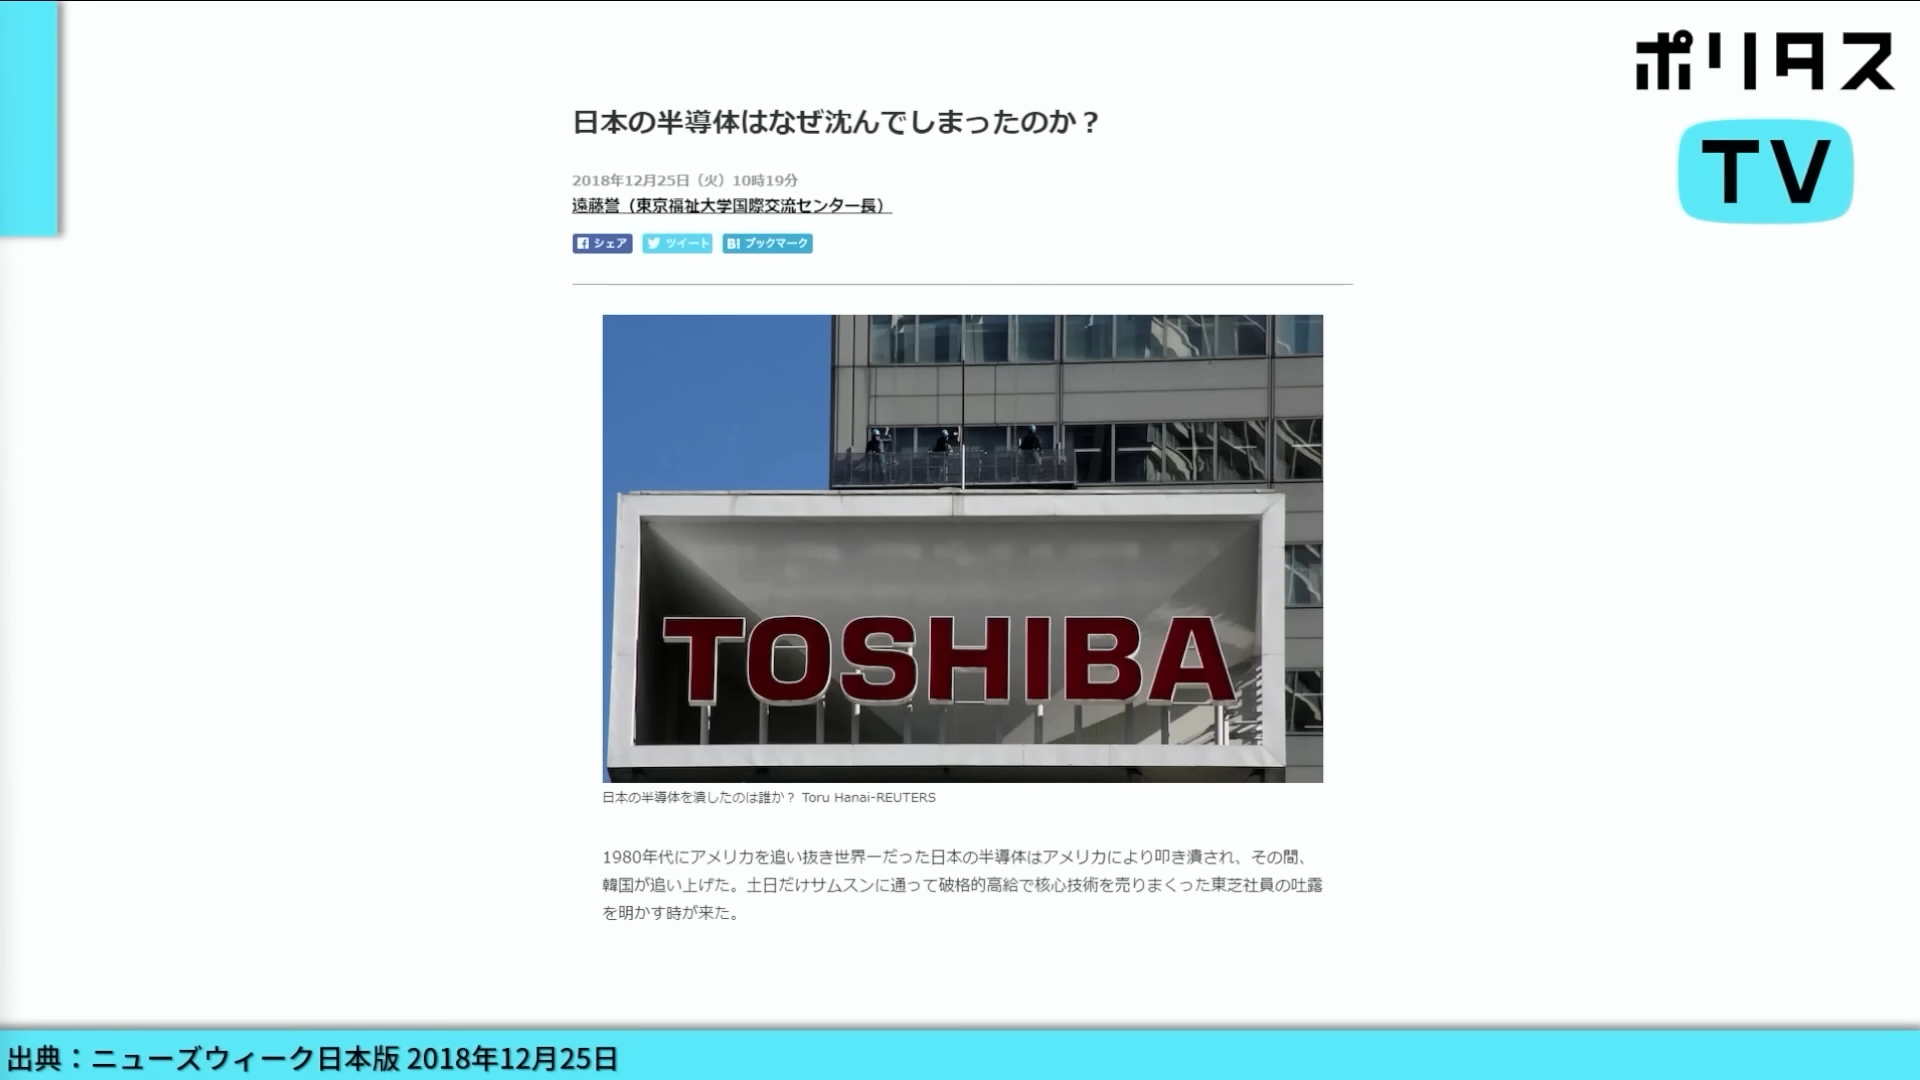 ポリタス
TV
日本の半導体はなぜ沈んでしまったのか？
2018年12月25日（火）10時19分
遠藤誉（東京福祉大学国際交流センター長）
シェア ツイート B! ブックマーク
TOSHIBA
日本の半導体を潰したのは誰か？ Toru Hanai-REUTERS
1980年代にアメリカを追い抜き世界一だった日本の半導体はアメリカにより叩き潰され、その間、
韓国が追い上げた。土日だけサムスンに通って破格的高給で核心技術を売りまくった東芝社員の吐露
を明かす時が来た。
出典：ニューズウィーク日本版 2018年12月25日